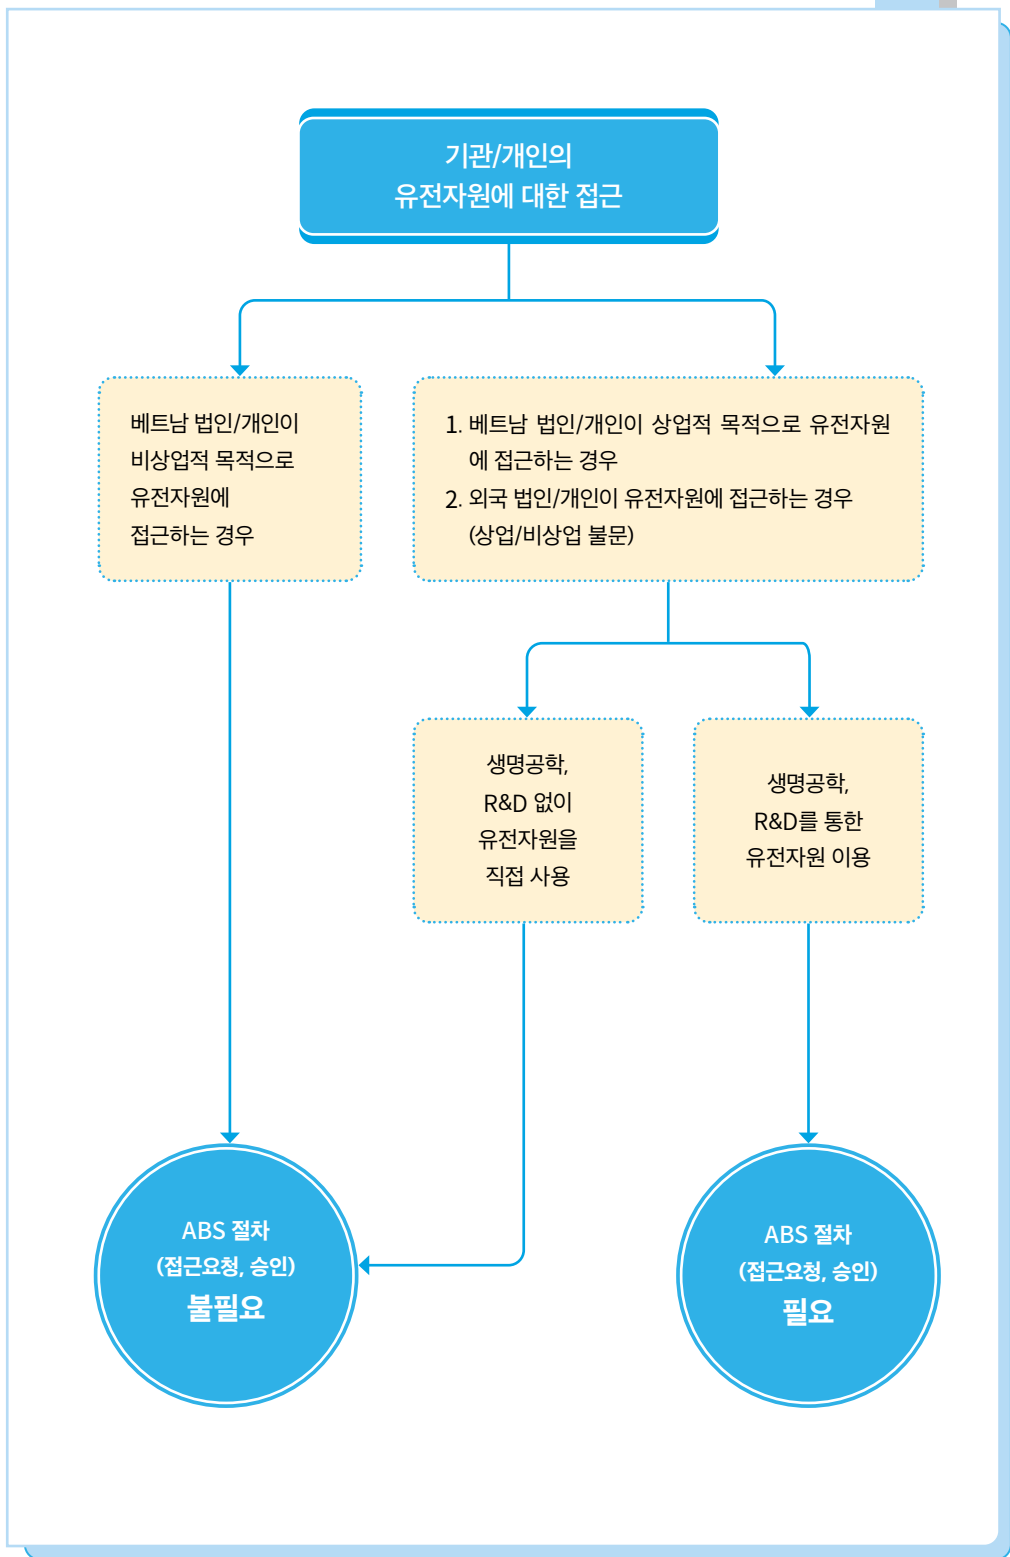 기관/개인의
유전자원에 대한 접근
베트남 법인/개인이
비상업적 목적으로
유전자원에
접근하는 경우
1. 베트남 법인/개인이 상업적 목적으로 유전자원
에 접근하는 경우
2. 외국 법인/개인이 유전자원에 접근하는 경우
(상업/비상업 불문)
생명공학,
R&D 없이
유전자원을
직접 사용
생명공학,
R&D를 통한
유전자원 이용
ABS 절차
(접근요청, 승인)
불필요
ABS 절차
(접근요청, 승인)
필요